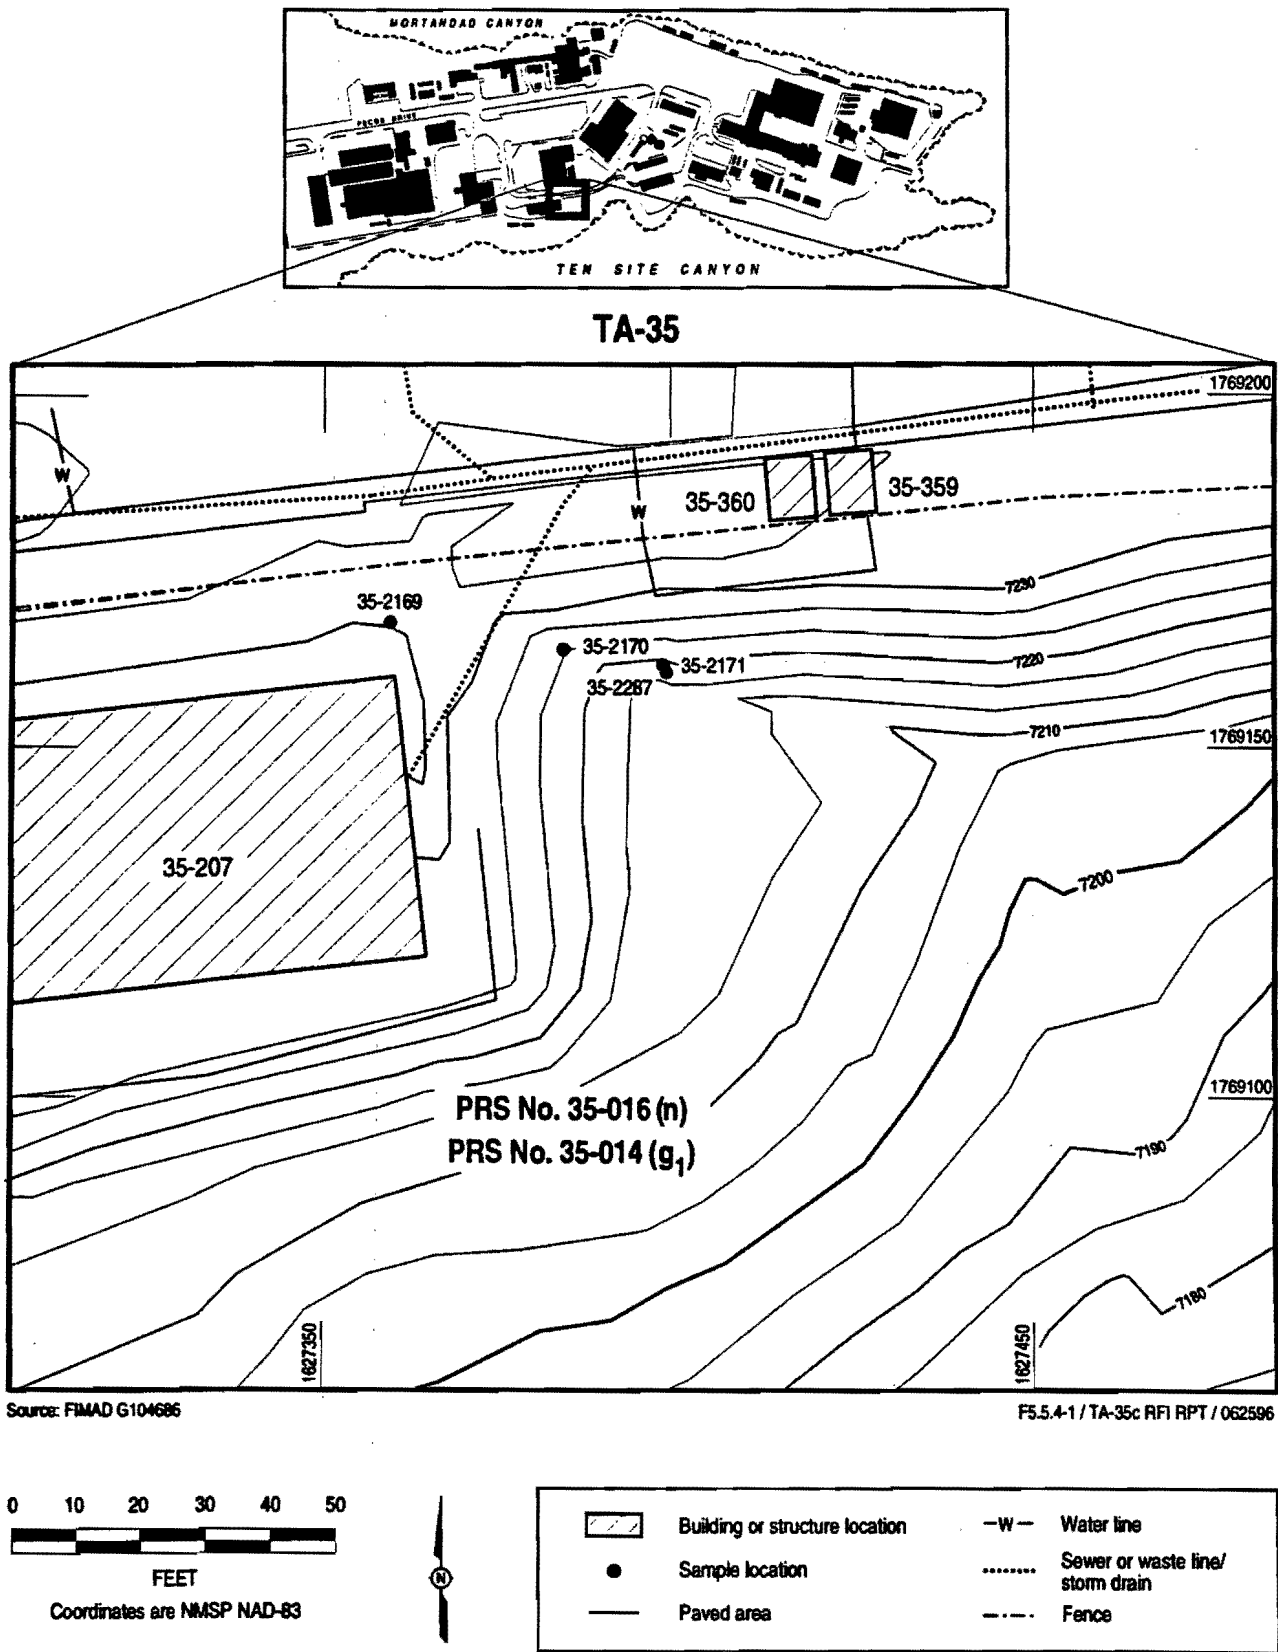 MORTANDAD CANYON
PECOS DRIVE
TEN SITE CANYON
TA-35
1769200
W
W
35-360
35-359
7230
35-2169
35-2170
35-2171
7220
35-2287
7210
1769150
35-207
7200
1769100
PRS No. 35-016 (n)
PRS No. 35-014 (g1)
7190
7180
1627350
1627450
Source: FIMAD G104686
F5.5.4-1 / TA-35c RFI RPT / 062596
0 10 20 30 40 50
FEET
Coordinates are NMSP NAD-83
N
Building or structure location
Sample location
Paved area
W Water line
Sewer or waste line/
storm drain
Fence